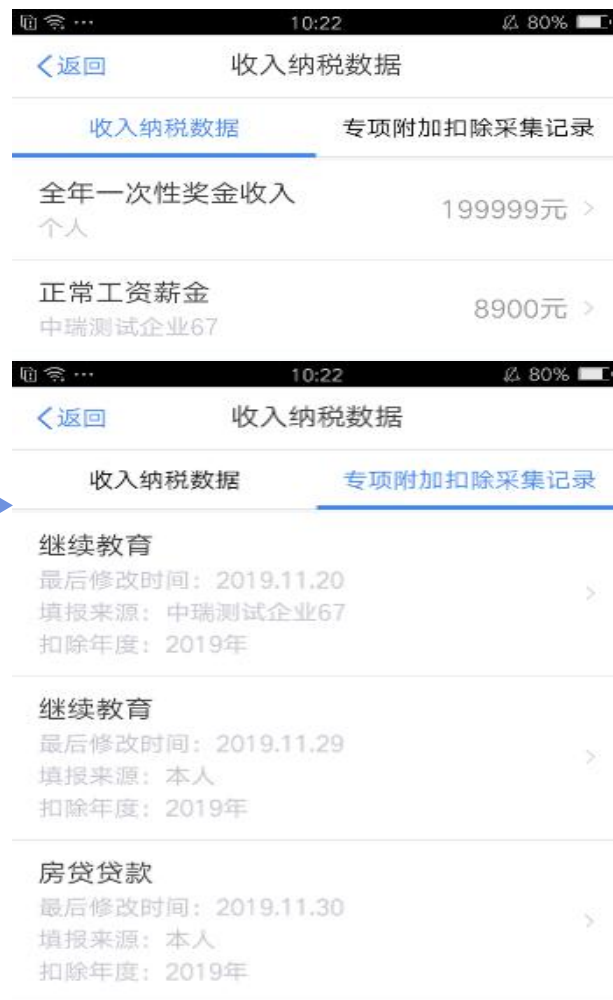 10:22
80%
返回
收入纳税数据
收入纳税数据
专项附加扣除采集记录
全年一次性奖金收入
199999元
个人
正常工资薪金
8900元
中瑞测试企业67
10:22
80%
返回
收入纳税数据
收入纳税数据
专项附加扣除采集记录
继续教育
最后修改时间：2019.11.20
填报来源：中瑞测试企业67
扣除年度：2019年
继续教育
最后修改时间：2019.11.29
填报来源：本人
扣除年度：2019年
房贷贷款
最后修改时间：2019.11.30
填报来源：本人
扣除年度：2019年